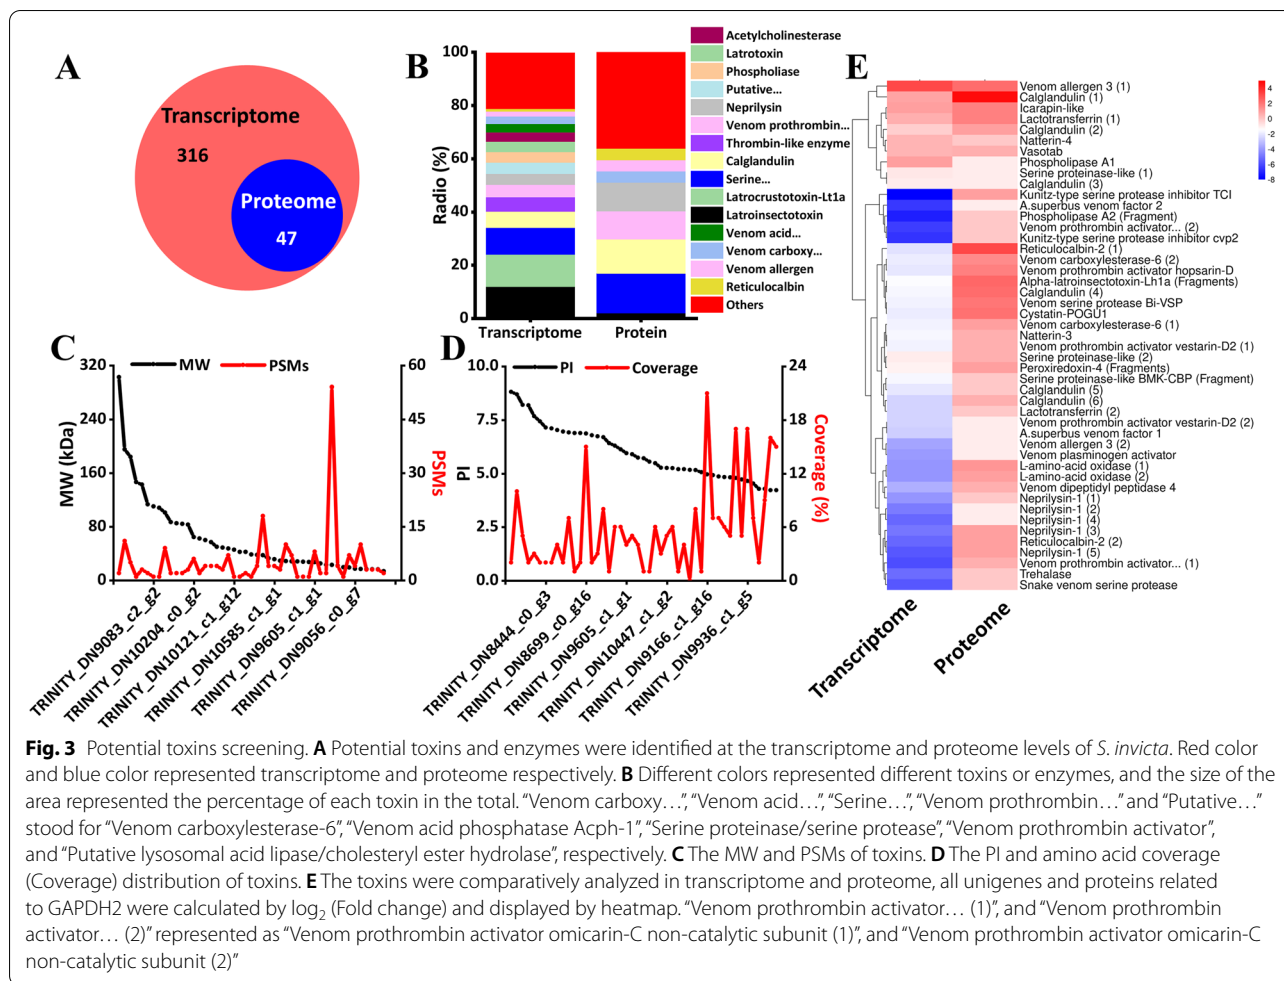 A
Transcriptome
316
Proteome
47
B
Radio (%)
100
80
60
40
20
0
Transcriptome
Protein
Acetylcholinesterase
Latrotoxin
Phospholiase
Putative...
Neprilysin
Venom prothrombin...
Thrombin-like enzyme
Calglandulin
Serine...
Latrocrustotoxin-Lt1a
Latroinsectotoxin
Venom acid...
Venom carboxy...
Venom allergen
Reticulocalbin
Others
C
MW
PSMs
MW (kDa)
320
240
160
80
0
60
45
30
15
0
PSMs
TRINITY_DN9083_c2_g2
TRINITY_DN10204_c0_g2
TRINITY_DN10121_c1_g12
TRINITY_DN10585_c1_g1
TRINITY_DN9605_c1_g1
TRINITY_DN9056_c0_g7
D
PI
Coverage
PI
10.0
7.5
5.0
2.5
0.0
24
18
12
6
0
Coverage (%)
TRINITY_DN8444_c0_g3
TRINITY_DN8699_c0_g16
TRINITY_DN9605_c1_g1
TRINITY_DN10447_c1_g2
TRINITY_DN9166_c1_g16
TRINITY_DN9936_c1_g5
E
Venom allergen 3 (1)
Calglandulin (1)
Icarapin-like
Lactotransferrin (1)
Calglandulin (2)
Natterin-4
Vasotab
Phospholipase A1
Serine proteinase-like (1)
Calglandulin (3)
Kunitz-type serine protease inhibitor TCI
A.superbus venom factor 2
Phospholipase A2 (Fragment)
Venom prothrombin activator... (2)
Kunitz-type serine protease inhibitor cvp2
Reticulocalbin-2 (1)
Venom carboxylesterase-6 (2)
Venom prothrombin activator hopsarin-D
Alpha-latroinsectotoxin-Lh1a (Fragments)
Calglandulin (4)
Venom serine protease Bi-VSP
Cystatin-POGU1
Venom carboxylesterase-6 (1)
Natterin-3
Venom prothrombin activator vestarin-D2 (1)
Serine proteinase-like (2)
Peroxiredoxin-4 (Fragments)
Serine proteinase-like BMK-CBP (Fragment)
Calglandulin (5)
Calglandulin (6)
Lactotransferrin (2)
Venom prothrombin activator vestarin-D2 (2)
A.superbus venom factor 1
Venom allergen 3 (2)
Venom plasminogen activator
L-amino-acid oxidase (1)
L-amino-acid oxidase (2)
Venom dipeptidyl peptidase 4
Neprilysin-1 (1)
Neprilysin-1 (2)
Neprilysin-1 (4)
Neprilysin-1 (3)
Reticulocalbin-2 (2)
Neprilysin-1 (5)
Venom prothrombin activator... (1)
Trehalase
Snake venom serine protease
Transcriptome
Proteome
4
2
0
-2
-4
-6
-8
Fig. 3 Potential toxins screening. A Potential toxins and enzymes were identified at the transcriptome and proteome levels of S. invicta. Red color
and blue color represented transcriptome and proteome respectively. B Different colors represented different toxins or enzymes, and the size of the
area represented the percentage of each toxin in the total. “Venom carboxy…”, “Venom acid…”, “Serine…”, “Venom prothrombin…” and “Putative…”
stood for “Venom carboxylesterase-6”, “Venom acid phosphatase Acph-1”, “Serine proteinase/serine protease”, “Venom prothrombin activator”,
and “Putative lysosomal acid lipase/cholesteryl ester hydrolase”, respectively. C The MW and PSMs of toxins. D The PI and amino acid coverage
(Coverage) distribution of toxins. E The toxins were comparatively analyzed in transcriptome and proteome, all unigenes and proteins related
to GAPDH2 were calculated by log2 (Fold change) and displayed by heatmap. “Venom prothrombin activator… (1)”, and “Venom prothrombin
activator… (2)” represented as “Venom prothrombin activator omicarin-C non-catalytic subunit (1)”, and “Venom prothrombin activator omicarin-C
non-catalytic subunit (2)”